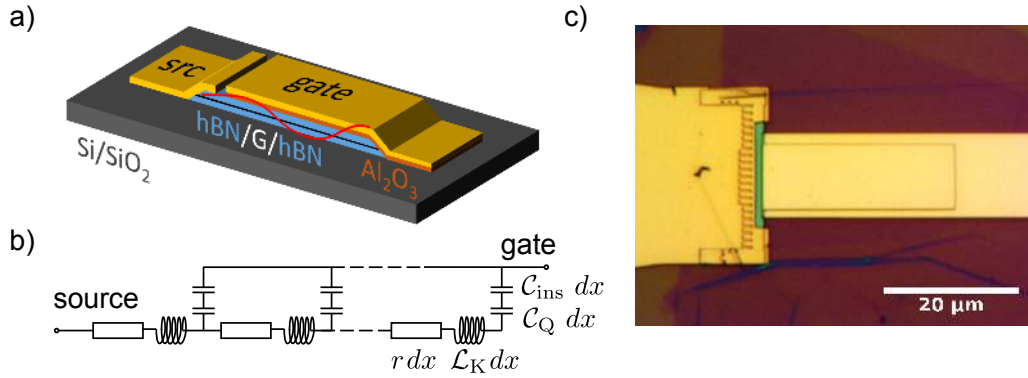 a)
src
gate
hBN/G/hBN
Si/SiO₂
Al₂O₃
b)
gate
source
𝒞ins dx
𝒞Q dx
r dx
ℒK dx
c)
20 µm